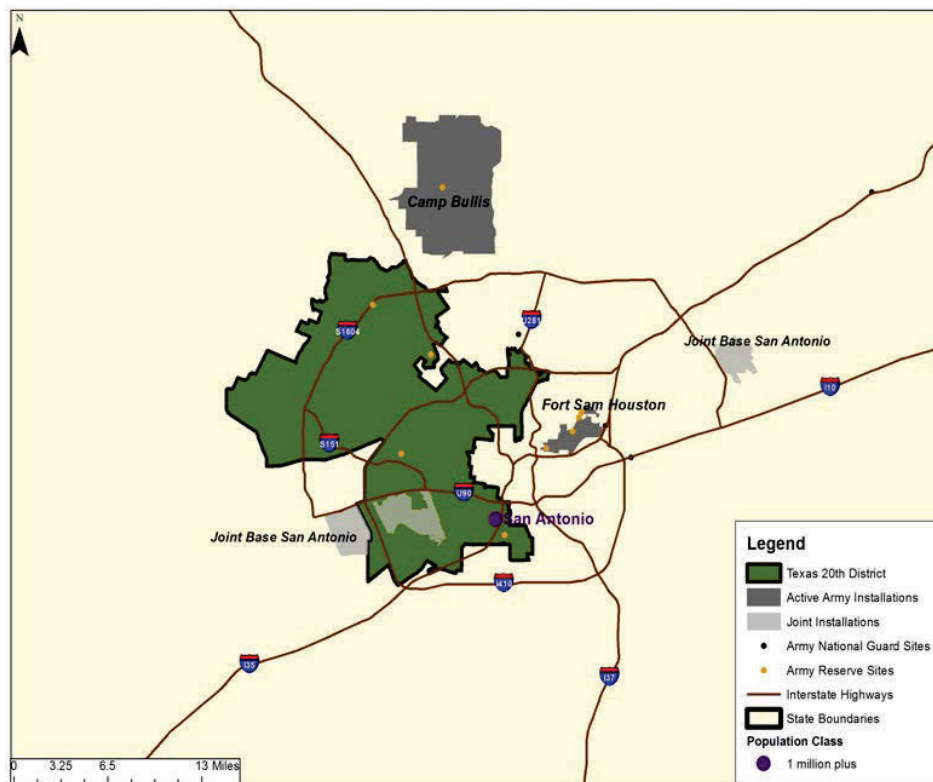 N
Camp Bullis
S1604
U281
Joint Base San Antonio
I10
Fort Sam Houston
S151
U90
San Antonio
Joint Base San Antonio
I410
I35
I37
Legend
Texas 20th District
Active Army Installations
Joint Installations
Army National Guard Sites
Army Reserve Sites
Interstate Highways
State Boundaries
Population Class
1 million plus
0 3.25 6.5 13 Miles